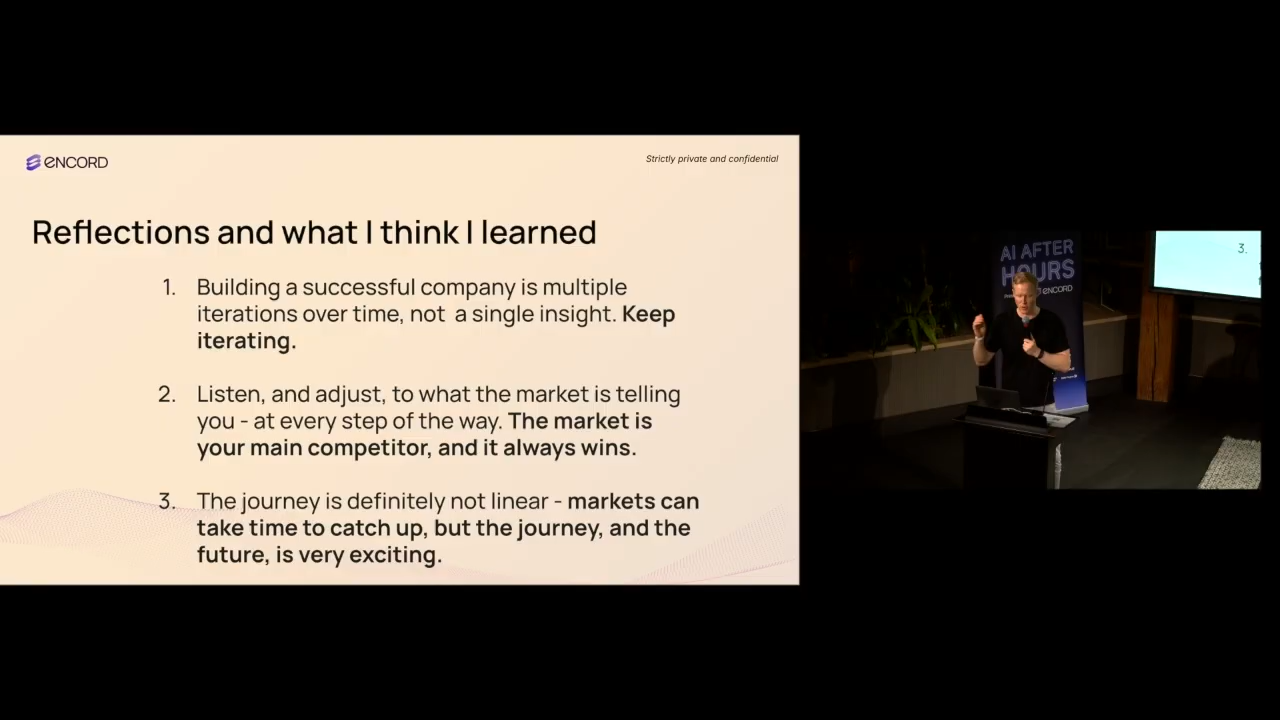 ENCORD
Strictly private and confidential
Reflections and what I think I learned
1. Building a successful company is multiple
iterations over time, not a single insight. Keep
iterating.
2. Listen, and adjust, to what the market is telling
you - at every step of the way. The market is
your main competitor, and it always wins.
3. The journey is definitely not linear - markets can
take time to catch up, but the journey, and the
future, is very exciting.
AI AFTER
HOURS
ENCORD
3.